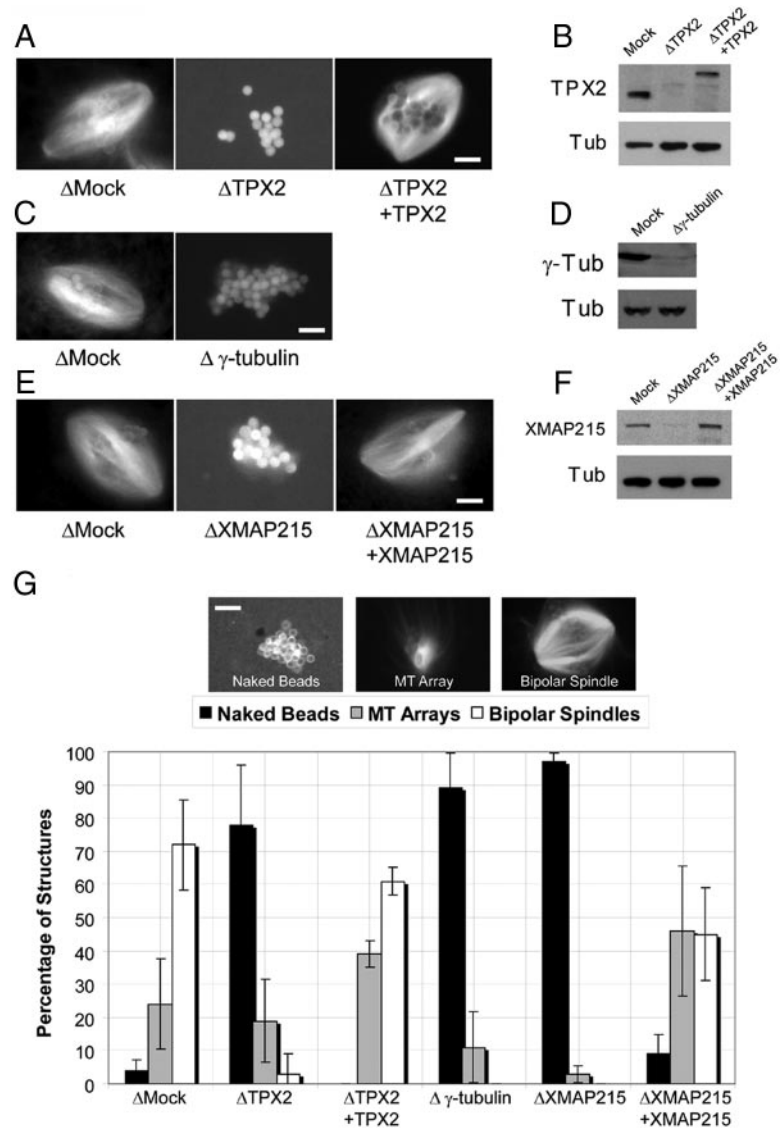 A
ΔMock
ΔTPX2
ΔTPX2
+TPX2
B
Mock
ΔTPX2
ΔTPX2
+TPX2
TPX2
Tub
C
ΔMock
Δ γ-tubulin
D
Mock
Δγ-tubulin
γ-Tub
Tub
E
ΔMock
ΔXMAP215
ΔXMAP215
+XMAP215
F
Mock
ΔXMAP215
ΔXMAP215
+XMAP215
XMAP215
Tub
G
Naked Beads
MT Array
Bipolar Spindle
Naked Beads MT Arrays Bipolar Spindles
Percentage of Structures
100
90
80
70
60
50
40
30
20
10
0
ΔMock
ΔTPX2
ΔTPX2
+TPX2
Δ γ-tubulin
ΔXMAP215
ΔXMAP215
+XMAP215